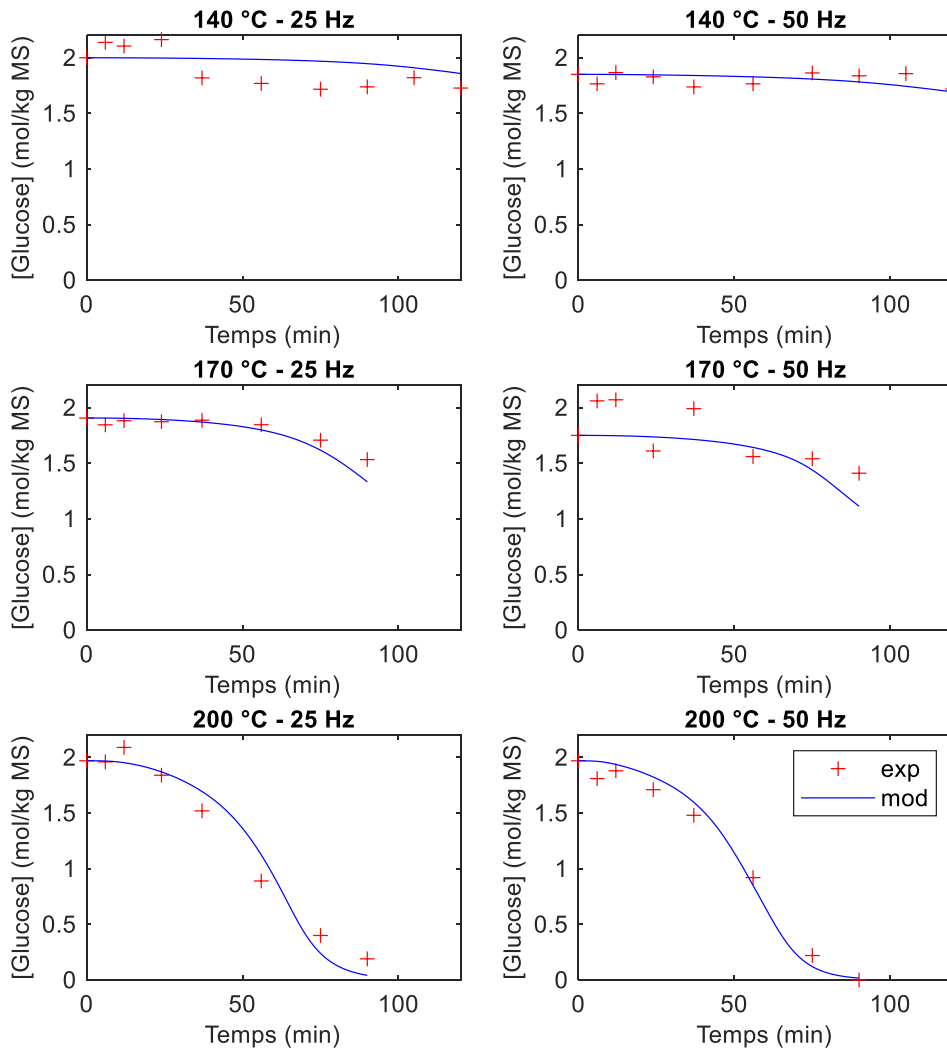 140 °C - 25 Hz
[Glucose] (mol/kg MS)
2
1.5
1
0.5
0
0 50 100
Temps (min)
140 °C - 50 Hz
[Glucose] (mol/kg MS)
2
1.5
1
0.5
0
0 50 100
Temps (min)
170 °C - 25 Hz
[Glucose] (mol/kg MS)
2
1.5
1
0.5
0
0 50 100
Temps (min)
170 °C - 50 Hz
[Glucose] (mol/kg MS)
2
1.5
1
0.5
0
0 50 100
Temps (min)
200 °C - 25 Hz
[Glucose] (mol/kg MS)
2
1.5
1
0.5
0
0 50 100
Temps (min)
200 °C - 50 Hz
[Glucose] (mol/kg MS)
2
1.5
1
0.5
0
0 50 100
Temps (min)
exp
mod